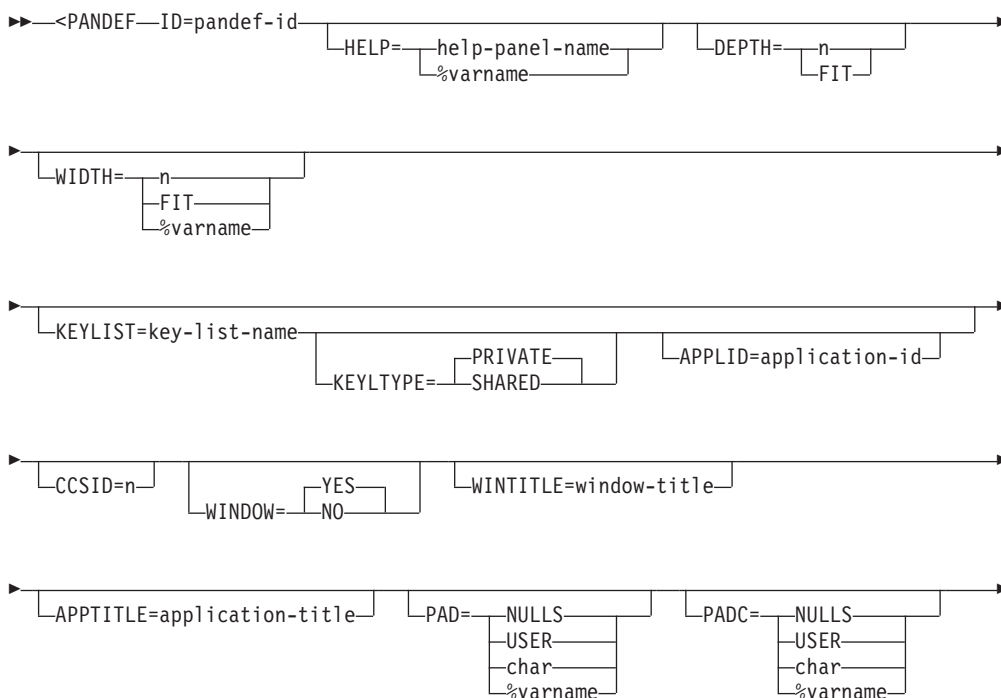 <PANDEF ID=pandef-id
HELP= help-panel-name
%varname
DEPTH= n
FIT
WIDTH= n
FIT
%varname
KEYLIST=key-list-name
KEYLTYPE= PRIVATE
SHARED
APPLID=application-id
CCSID=n
WINDOW= YES
NO
WINTITLE=window-title
APPTITLE=application-title
PAD= NULLS
USER
char
%varname
PADC= NULLS
USER
char
%varname